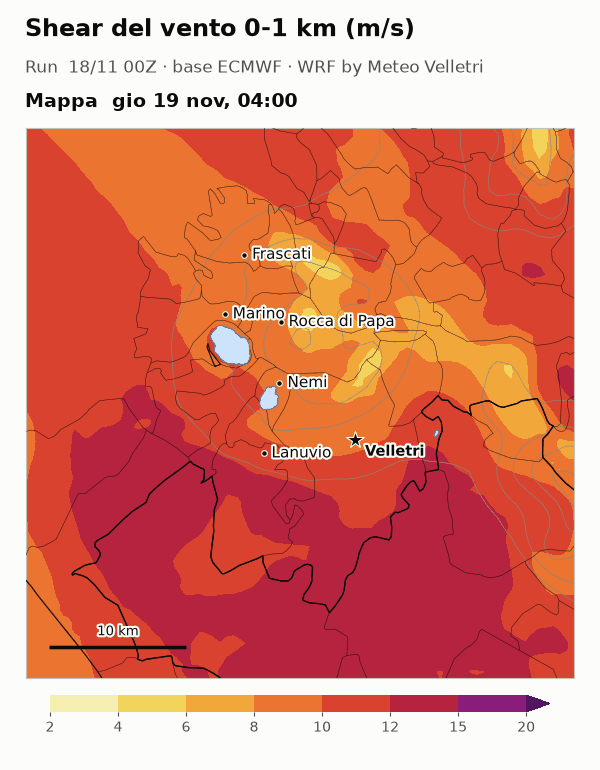 Shear del vento 0-1 km (m/s)
Run  18/11 00Z · base ECMWF · WRF by Meteo Velletri
Mappa  gio 19 nov, 04:00
Frascati
Marino
Rocca di Papa
Nemi
Velletri
Lanuvio
10 km
2 4 6 8 10 12 15 20